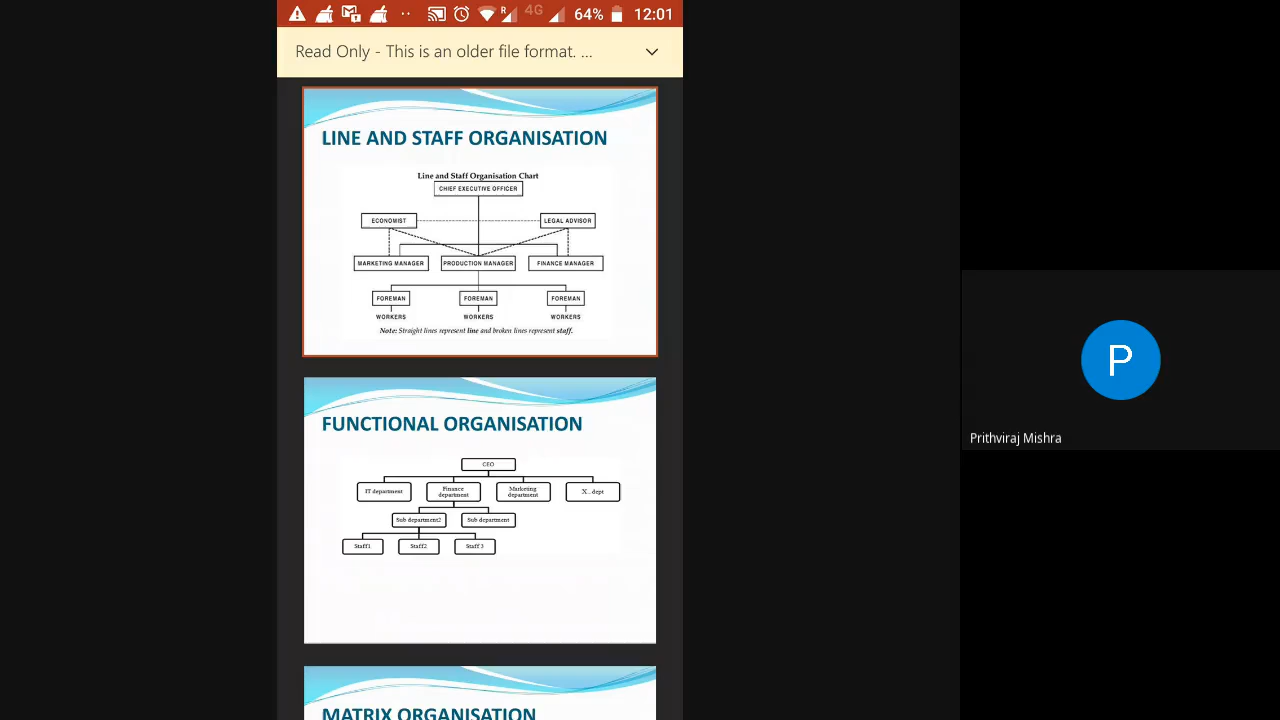 R 4G 64% 12:01
Read Only - This is an older file format. ...
LINE AND STAFF ORGANISATION
Line and Staff Organisation Chart
CHIEF EXECUTIVE OFFICER
ECONOMIST LEGAL ADVISOR
MARKETING MANAGER PRODUCTION MANAGER FINANCE MANAGER
FOREMAN FOREMAN FOREMAN
WORKERS WORKERS WORKERS
Note: Straight lines represent line and broken lines represent staff.
FUNCTIONAL ORGANISATION
CEO
IT department Finance department Marketing department X... dept
Sub department2 Sub department
Staff1 Staff2 Staff 3
MATRIX ORGANISATION
P
Prithviraj Mishra